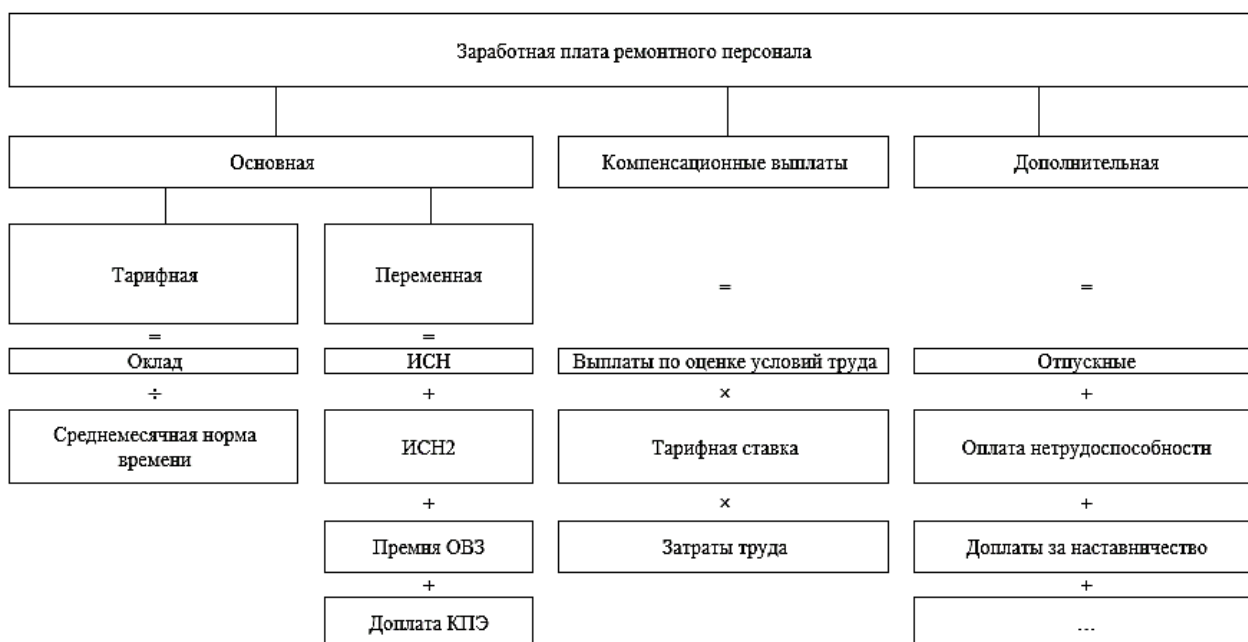 Заработная плата ремонтного персонала
Основная
Компенсационные выплаты
Дополнительная
Тарифная
Переменная
=
=
=
=
Оклад
ИСН
Выплаты по оценке условий труда
Отпускные
÷
+
×
+
Среднемесячная норма
времени
ИСН2
Тарифная ставка
Оплата нетрудоспособности
+
×
+
Премия ОВЗ
Затраты труда
Доплаты за наставничество
+
+
Доплата КПЭ
...